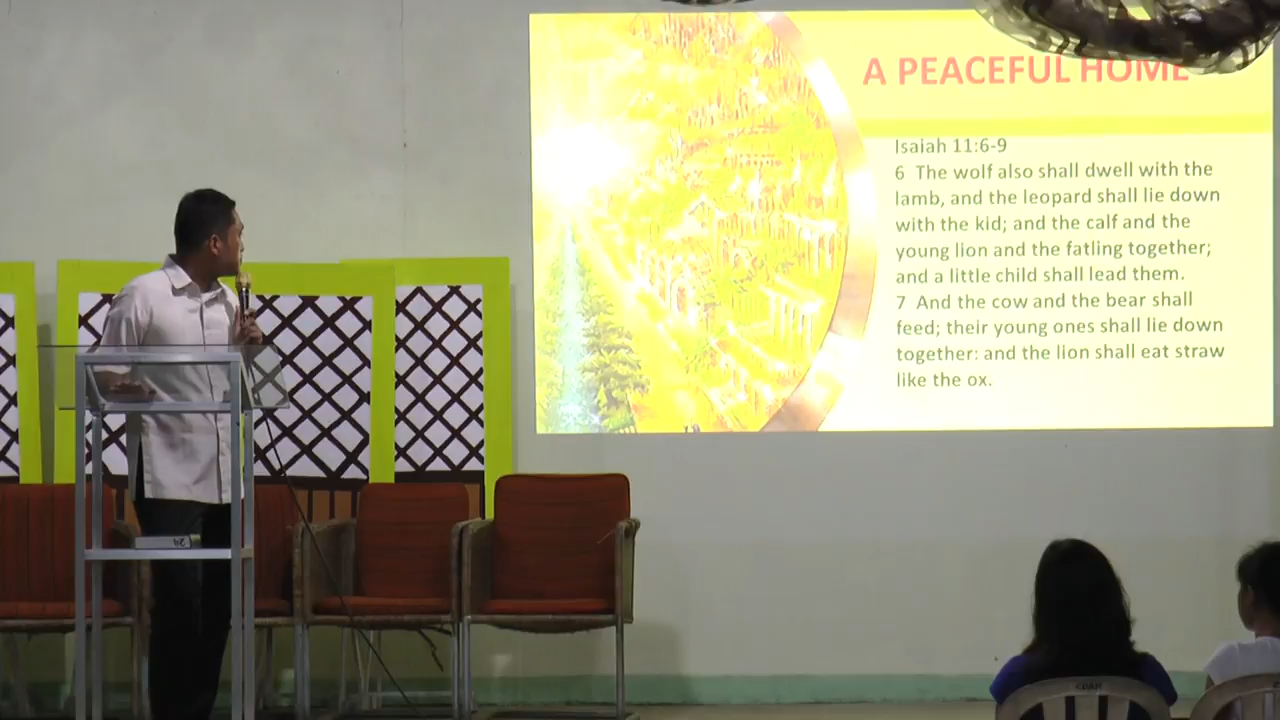 A PEACEFUL HOME
Isaiah 11:6-9
6 The wolf also shall dwell with the
lamb, and the leopard shall lie down
with the kid; and the calf and the
young lion and the fatling together;
and a little child shall lead them.
7 And the cow and the bear shall
feed; their young ones shall lie down
together: and the lion shall eat straw
like the ox.